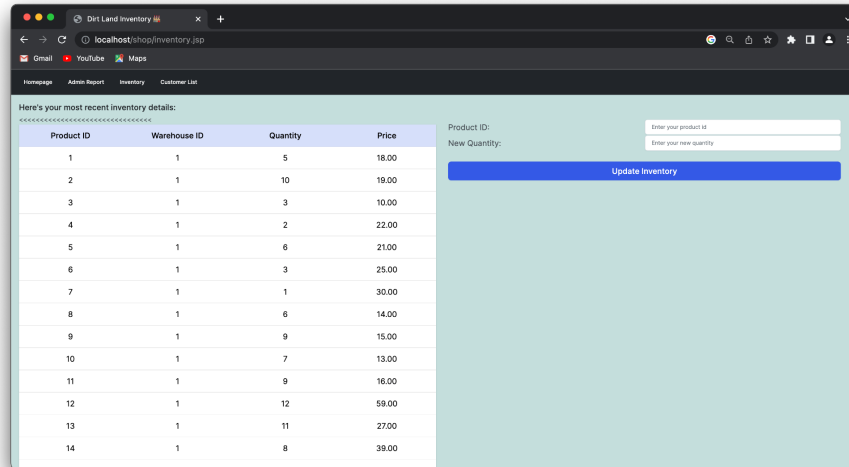 Dirt Land Inventory
localhost/shop/inventory.jsp
Gmail YouTube Maps
Homepage Admin Report Inventory Customer List
Here's your most recent inventory details:
<<<<<<<<<<<<<<<<<<<<<<<<<<<<<<<<
Product ID Warehouse ID Quantity Price
1 1 5 18.00
2 1 10 19.00
3 1 3 10.00
4 1 2 22.00
5 1 6 21.00
6 1 3 25.00
7 1 1 30.00
8 1 6 14.00
9 1 9 15.00
10 1 7 13.00
11 1 9 16.00
12 1 12 59.00
13 1 11 27.00
14 1 8 39.00
Product ID: Enter your product id
New Quantity: Enter your new quantity
Update Inventory